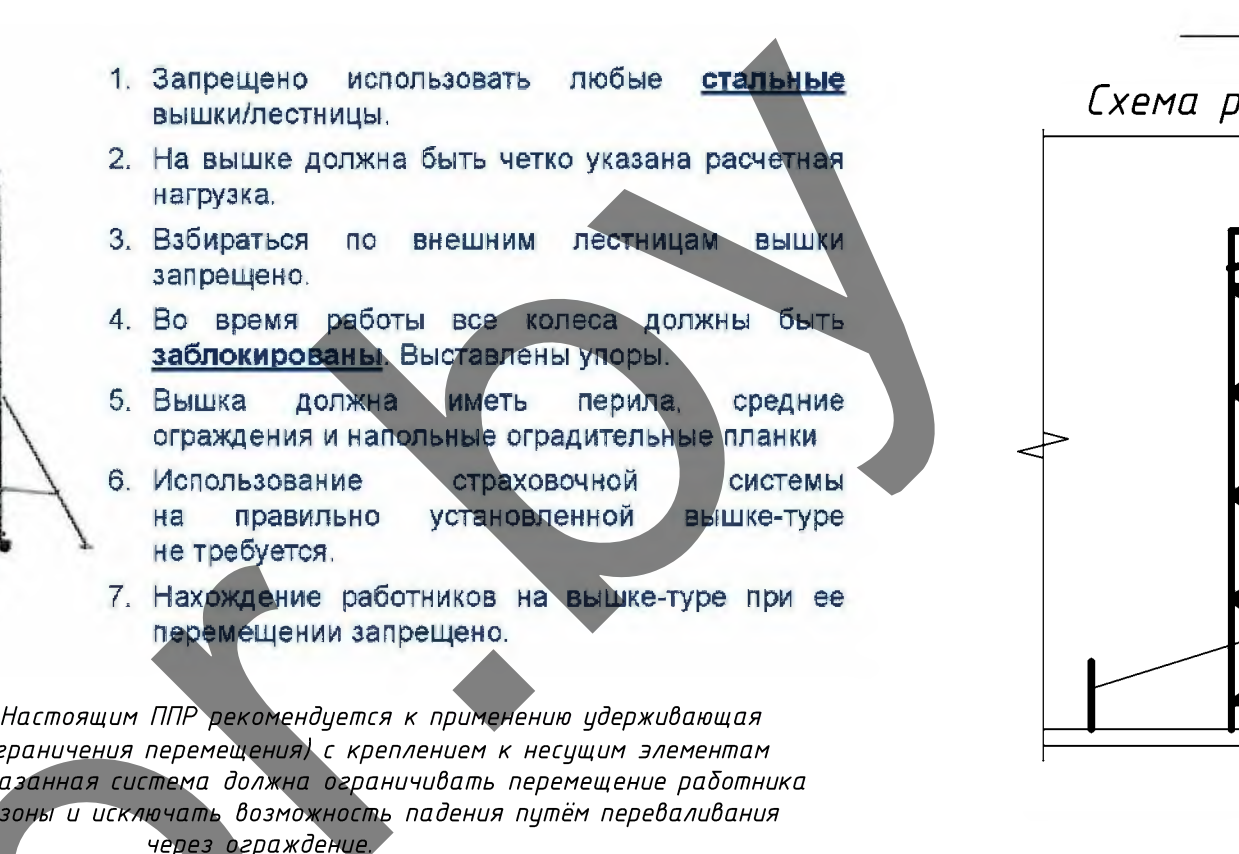 1. Запрещено использовать любые стальные
вышки/лестницы.
2. На вышке должна быть четко указана расчетная
нагрузка.
3. Взбираться по внешним лестницам вышки
запрещено.
4. Во время работы все колеса должны быть
заблокированы. Выставлены упоры.
5. Вышка должна иметь перила, средние
ограждения и напольные оградительные планки
6. Использование страховочной системы
на правильно установленной вышке-туре
не требуется.
7. Нахождение работников на вышке-туре при ее
перемещении запрещено.
Настоящим ППР рекомендуется к применению удерживающая
граничения перемещения) с креплением к несущим элементам
азанная система должна ограничивать перемещение работника
зоны и исключать возможность падения путём переваливания
через ограждение.
Схема р
pr.by